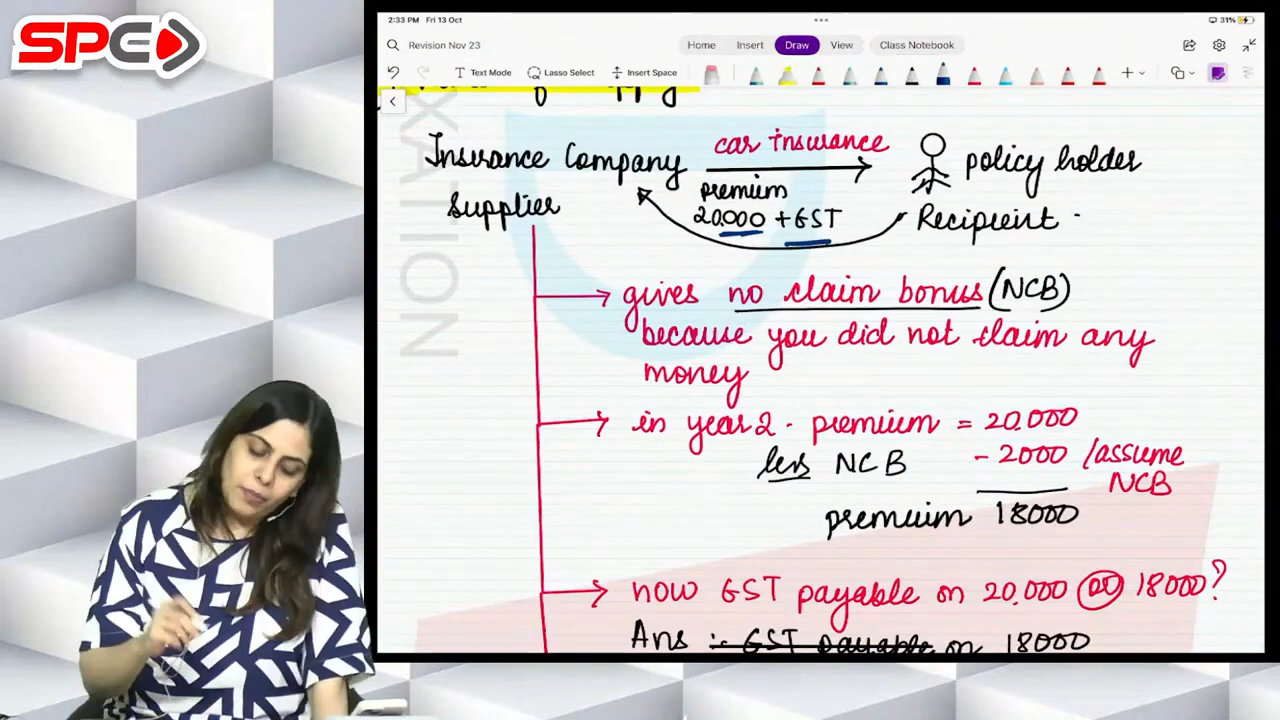 SPE
2:33 PM Fri 13 Oct
31%
Revision Nov 23
Home Insert Draw View Class Notebook
Text Mode Lasso Select Insert Space
XATION
Insurance Company car insurance policy holder
Supplier premium Recipient
20,000 + GST
gives no claim bonus (NCB)
because you did not claim any
money
in year 2 - premium = 20,000
less NCB - 2000 /assume
NCB
premium 18000
now GST payable on 20,000 or 18000?
Ans :- GST payable on 18000